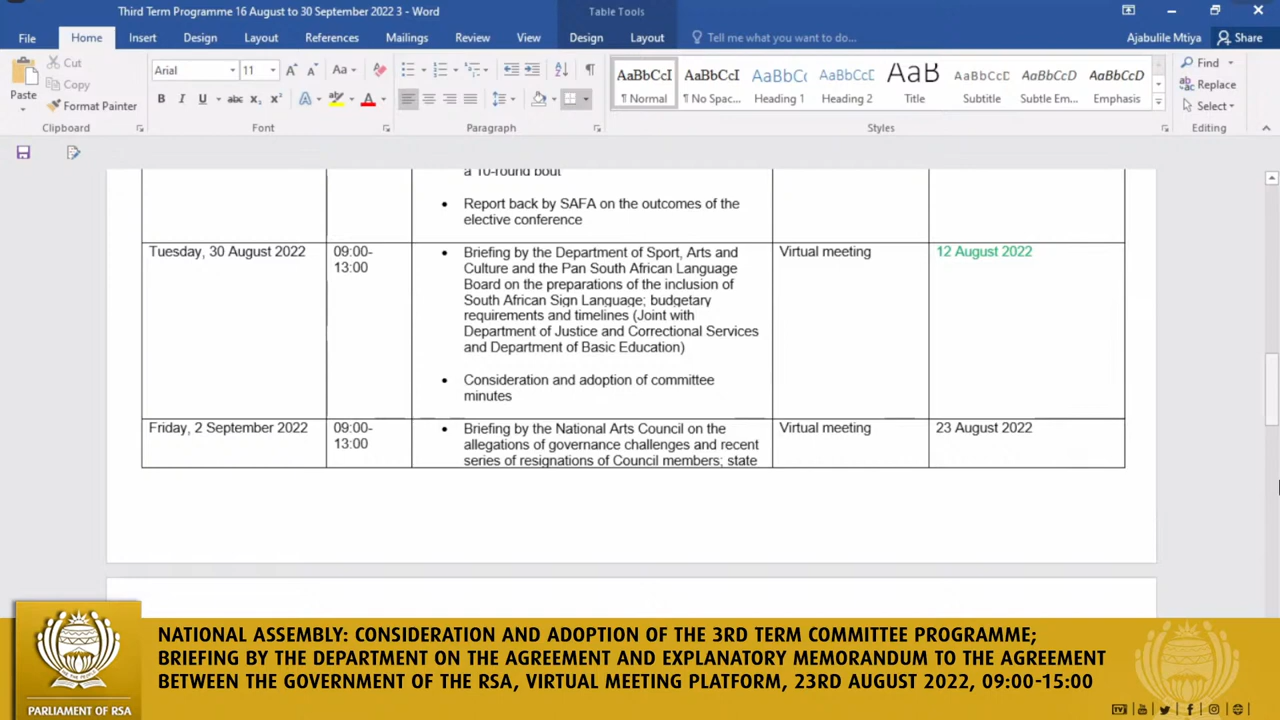 Third Term Programme 16 August to 30 September 2022 3 - Word
Table Tools
File Home Insert Design Layout References Mailings Review View Design Layout Tell me what you want to do... Ajabulile Mtiya Share
Cut
Copy
Format Painter
Paste
Clipboard
Arial 11
Font
Paragraph
AaBbCcI AaBbCcI AaBbCc AaBbCcC AaB AaBbCcD AaBbCcD AaBbCcD
¶ Normal ¶ No Spac... Heading 1 Heading 2 Title Subtitle Subtle Em... Emphasis
Styles
Find
Replace
Select
Editing
a 10-round bout
• Report back by SAFA on the outcomes of the
elective conference
Tuesday, 30 August 2022
09:00-
13:00
• Briefing by the Department of Sport, Arts and
Culture and the Pan South African Language
Board on the preparations of the inclusion of
South African Sign Language; budgetary
requirements and timelines (Joint with
Department of Justice and Correctional Services
and Department of Basic Education)
• Consideration and adoption of committee
minutes
Virtual meeting
12 August 2022
Friday, 2 September 2022
09:00-
13:00
• Briefing by the National Arts Council on the
allegations of governance challenges and recent
series of resignations of Council members; state
Virtual meeting
23 August 2022
NATIONAL ASSEMBLY: CONSIDERATION AND ADOPTION OF THE 3RD TERM COMMITTEE PROGRAMME;
BRIEFING BY THE DEPARTMENT ON THE AGREEMENT AND EXPLANATORY MEMORANDUM TO THE AGREEMENT
BETWEEN THE GOVERNMENT OF THE RSA, VIRTUAL MEETING PLATFORM, 23RD AUGUST 2022, 09:00-15:00
PARLIAMENT OF RSA